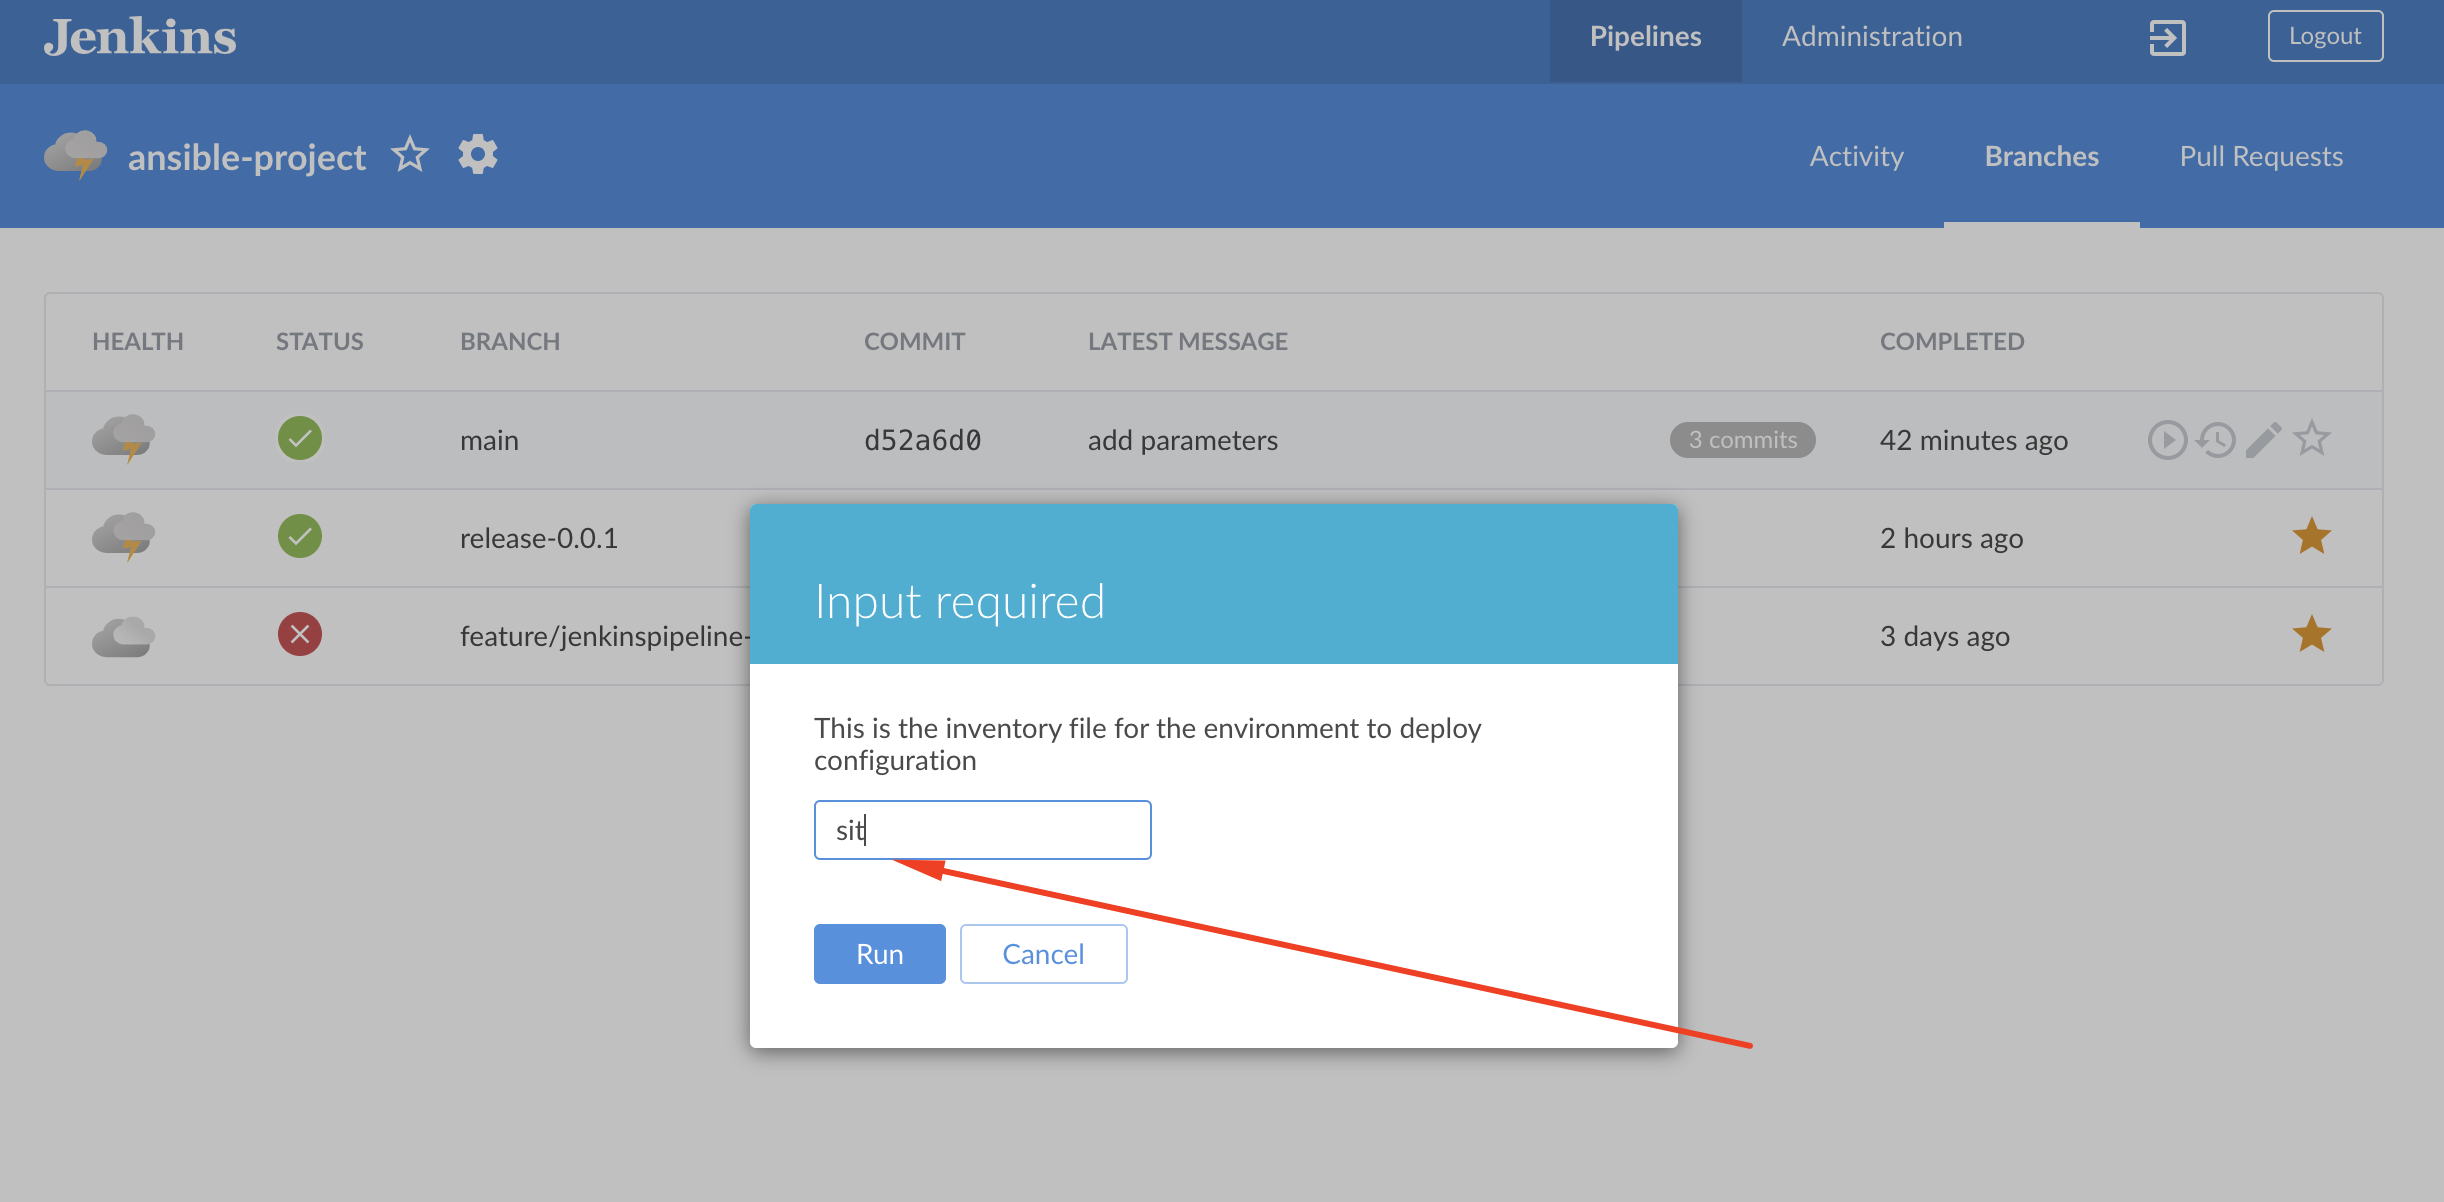 Jenkins
Pipelines
Administration
Logout
ansible-project
Activity
Branches
Pull Requests
HEALTH STATUS BRANCH COMMIT LATEST MESSAGE COMPLETED
main d52a6d0 add parameters 3 commits 42 minutes ago
release-0.0.1 2 hours ago
feature/jenkinspipeline- 3 days ago
Input required
This is the inventory file for the environment to deploy
configuration
sit
Run
Cancel